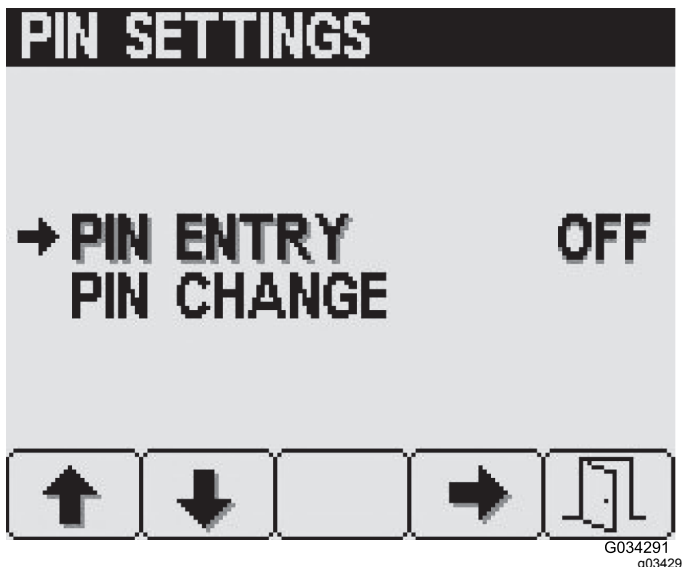 PIN SETTINGS
PIN ENTRY OFF
PIN CHANGE
G034291
g03429